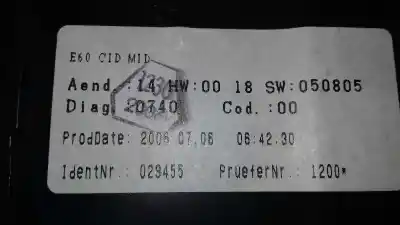 E60 CID MID
Aend.:14 HW:00 18 SW:050805
Diag. 20740 Cod.:00
ProdDate: 2006.07.06 06:42.30
IdentNr.: 029455 PrueferNr.: 1200*